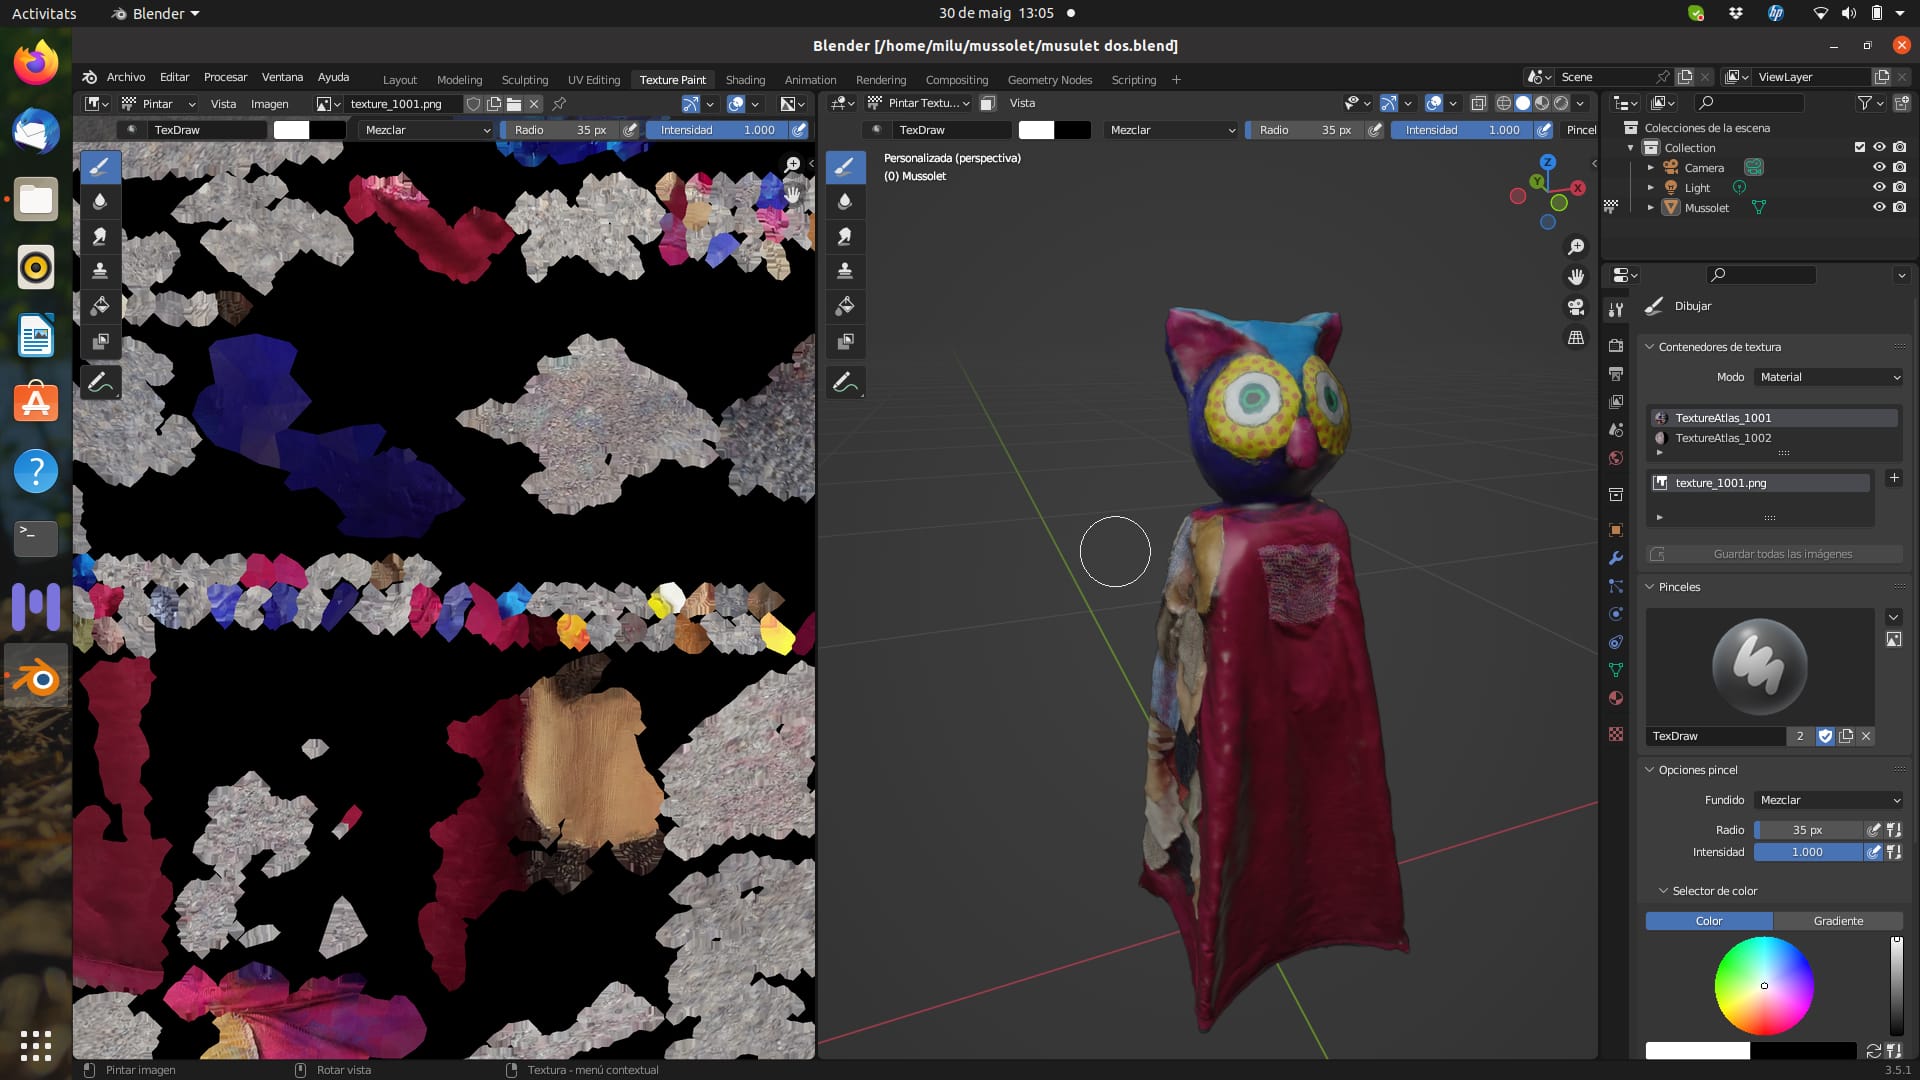 Activitats Blender 30 de maig 13:05
Blender [/home/milu/mussolet/musulet dos.blend]
Archivo Editar Procesar Ventana Ayuda Layout Modeling Sculpting UV Editing Texture Paint Shading Animation Rendering Compositing Geometry Nodes Scripting + Scene ViewLayer
Pintar Vista Imagen texture_1001.png
Pintar Textu... Vista
TexDraw Mezclar Radio 35 px Intensidad 1.000
TexDraw Mezclar Radio 35 px Intensidad 1.000 Pincel
Personalizada (perspectiva)
(0) Mussolet
Z
Y
X
Colecciones de la escena
Collection
Camera
Light
Mussolet
Dibujar
Contenedores de textura
Modo Material
TextureAtlas_1001
TextureAtlas_1002
texture_1001.png
Guardar todas las imágenes
Pinceles
TexDraw 2
Opciones pincel
Fundido Mezclar
Radio 35 px
Intensidad 1.000
Selector de color
Color Gradiente
Pintar imagen Rotar vista Textura - menú contextual 3.5.1